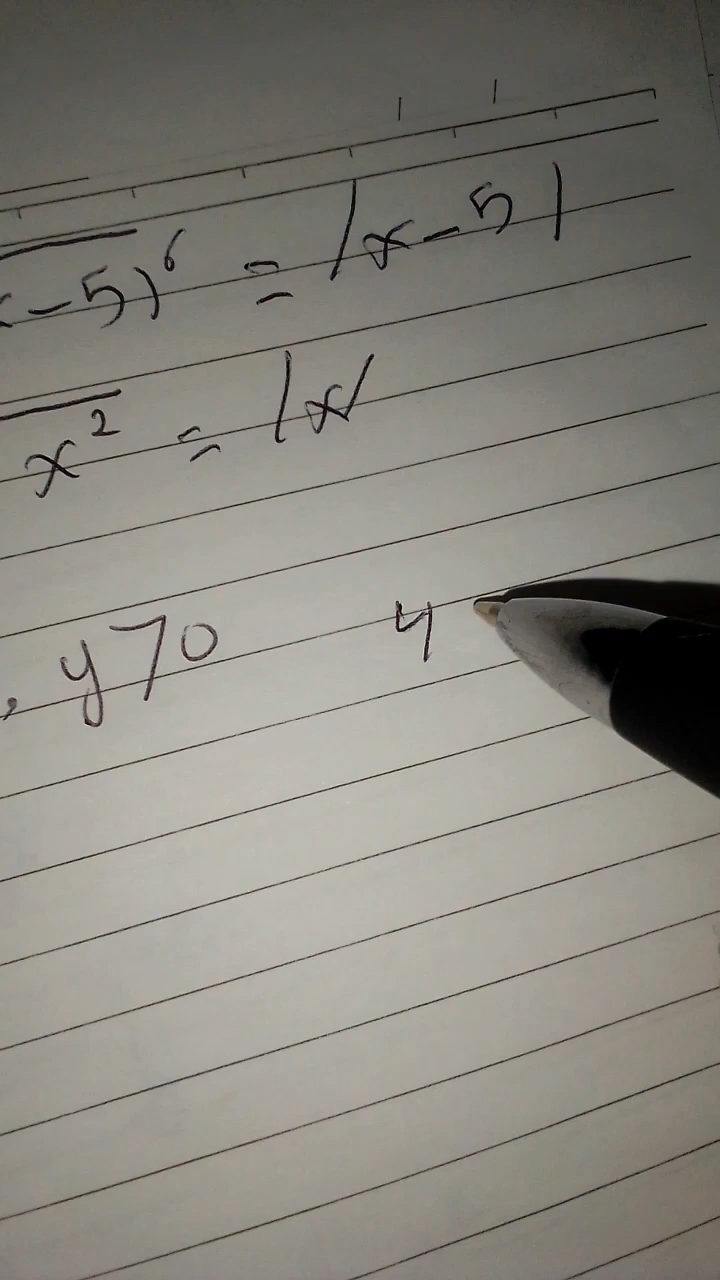 -5)⁶ = |x-5|
x² = |x|
, y>0 4